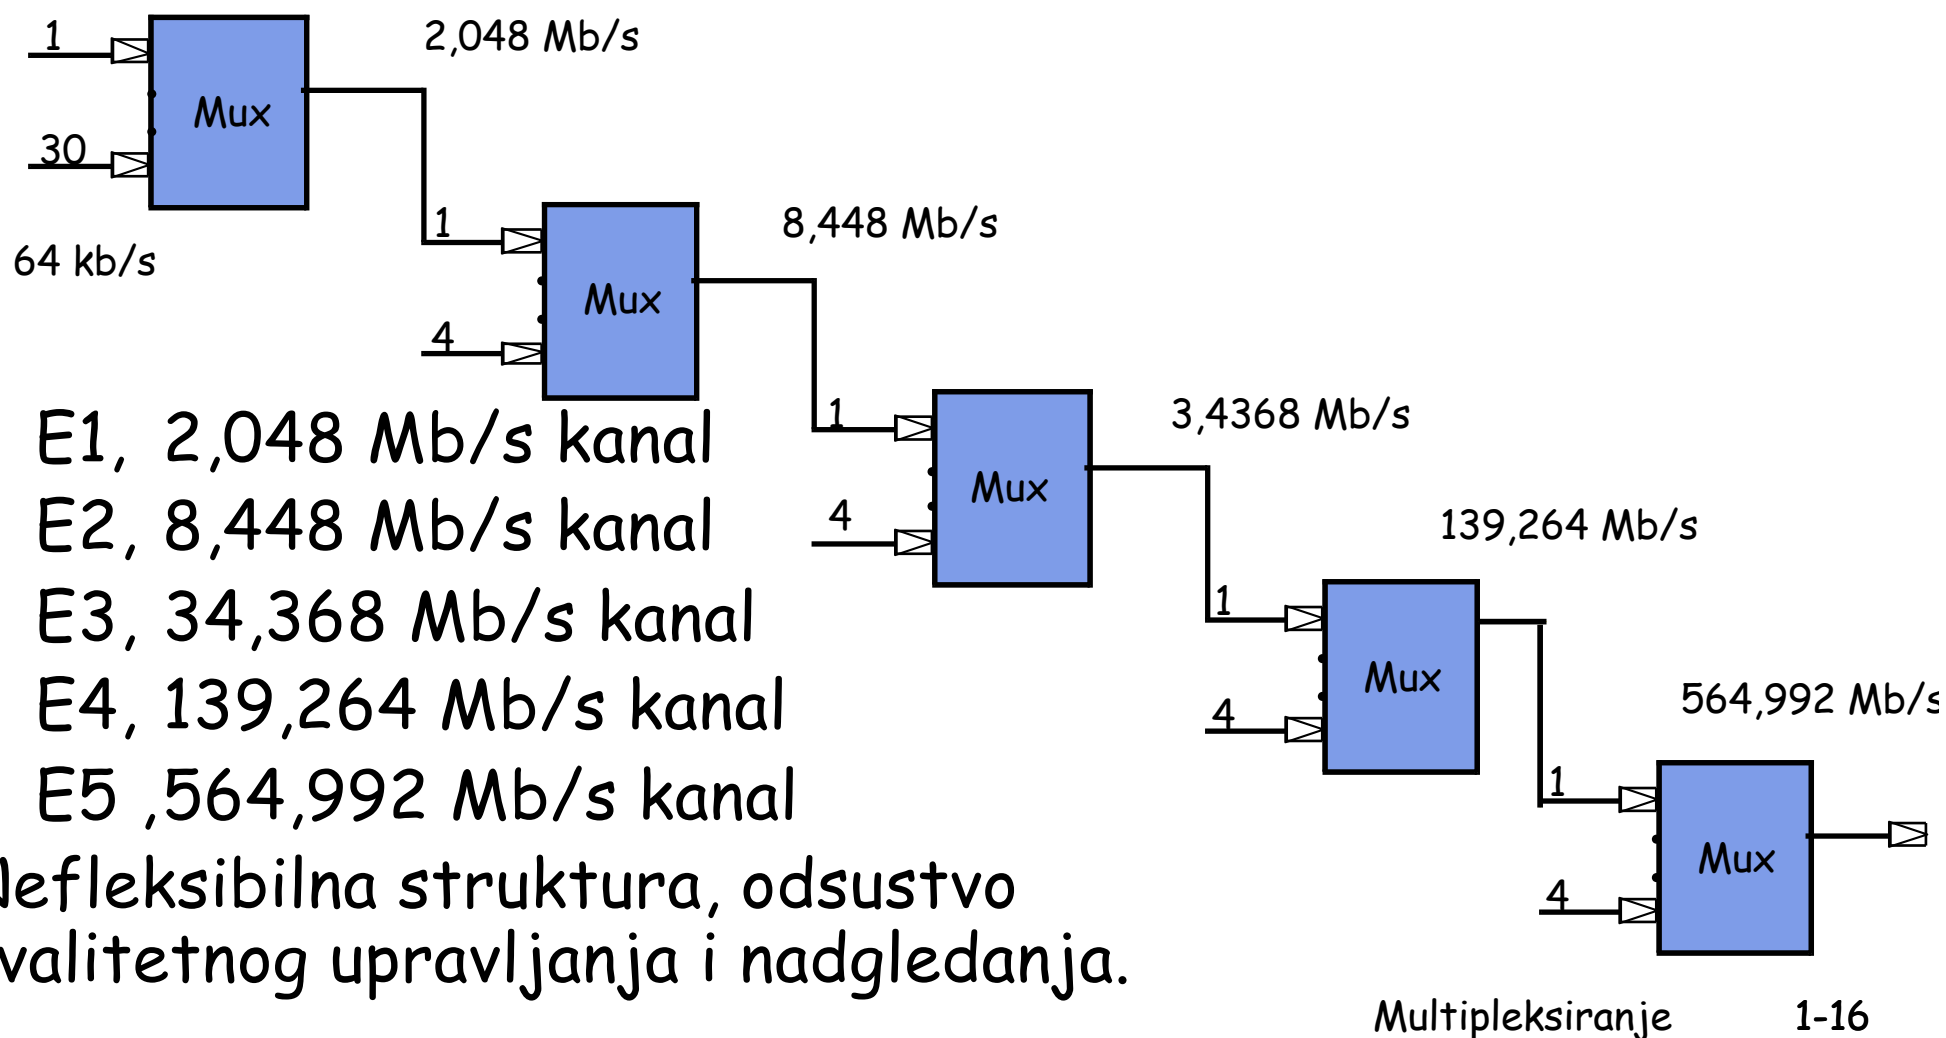 1
2,048 Mb/s
Mux
30
64 kb/s
1
8,448 Mb/s
Mux
4
1
3,4368 Mb/s
Mux
4
139,264 Mb/s
1
Mux
4
564,992 Mb/s
1
Mux
4
E1, 2,048 Mb/s kanal
E2, 8,448 Mb/s kanal
E3, 34,368 Mb/s kanal
E4, 139,264 Mb/s kanal
E5 ,564,992 Mb/s kanal
Nefleksibilna struktura, odsustvo
valitetnog upravljanja i nadgledanja.
Multipleksiranje 1-16